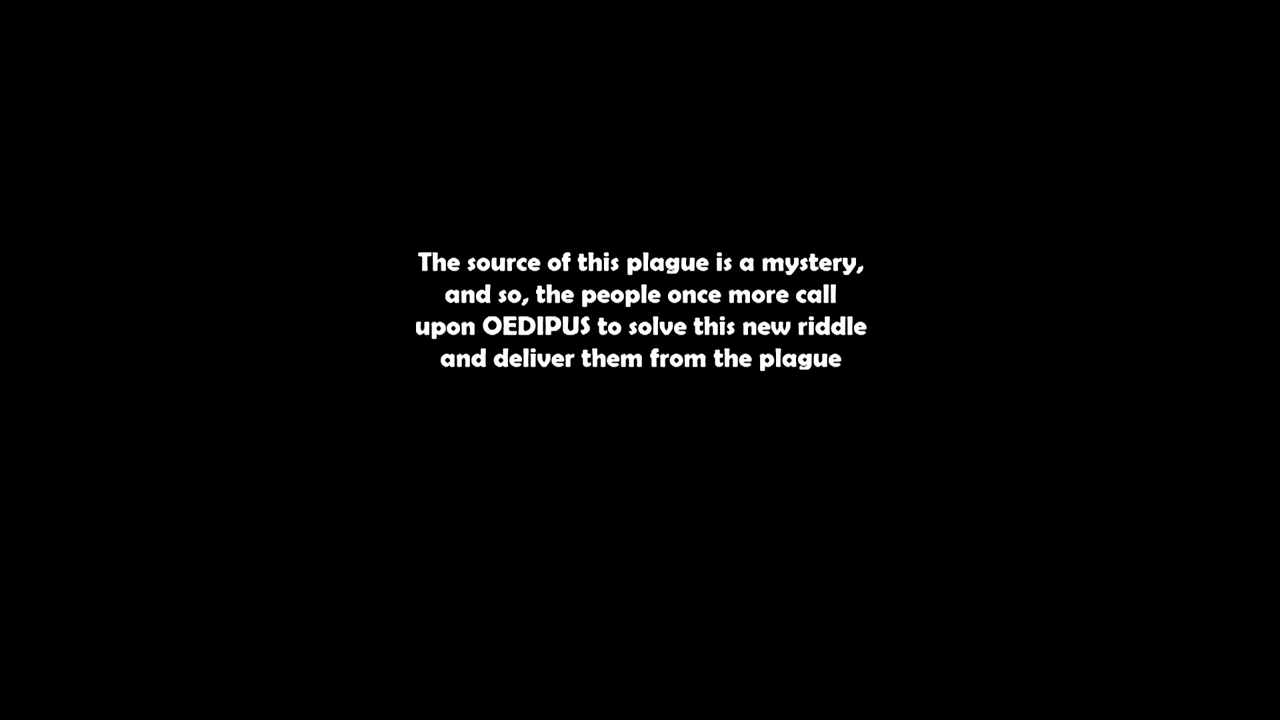 The source of this plague is a mystery,
and so, the people once more call
upon OEDIPUS to solve this new riddle
and deliver them from the plague